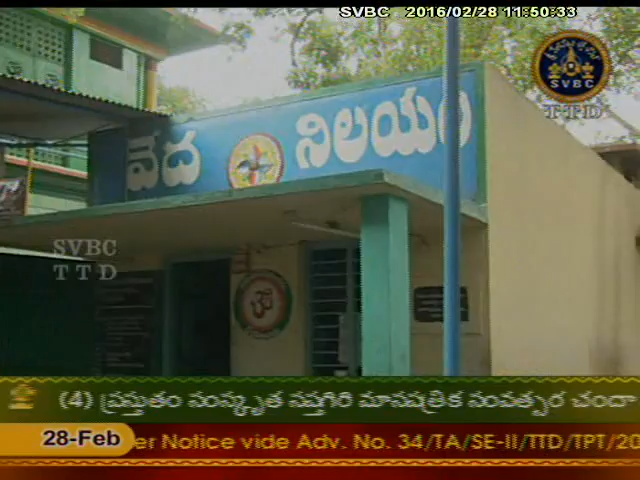 SVBC 2016/02/28 11:50:33
SVBC
TTD
వేద నిలయం
SVBC
TTD
(4) ప్రస్తుతం సంస్కృత సప్తగిరి మాసపత్రిక సంవత్సర చందా
28-Feb er Notice vide Adv. No. 34/TA/SE-II/TTD/TPT/20